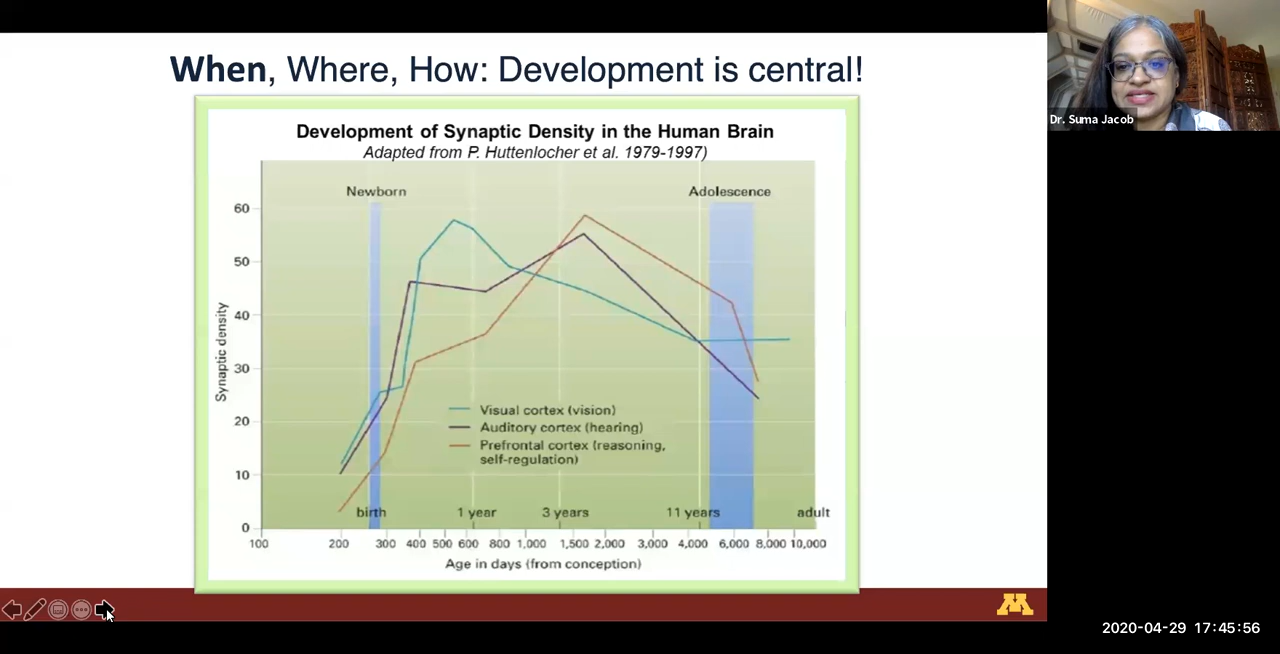 When, Where, How: Development is central!
Dr. Suma Jacob
Development of Synaptic Density in the Human Brain
Adapted from P. Huttenlocher et al. 1979-1997)
Newborn
Adolescence
60
50
40
30
20
10
0
Synaptic density
Visual cortex (vision)
Auditory cortex (hearing)
Prefrontal cortex (reasoning,
self-regulation)
birth 1 year 3 years 11 years adult
100 200 300 400 500 600 800 1,000 1,500 2,000 3,000 4,000 6,000 8,000 10,000
Age in days (from conception)
M
2020-04-29 17:45:56